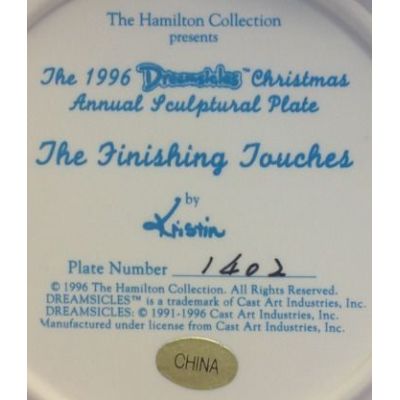 The Hamilton Collection
presents
The 1996 Dreamsicles™ Christmas
Annual Sculptural Plate
The Finishing Touches
by
Kristin
Plate Number 1402
© 1996 The Hamilton Collection. All Rights Reserved.
DREAMSICLES™ is a trademark of Cast Art Industries, Inc.
DREAMSICLES: © 1991-1996 Cast Art Industries, Inc.
Manufactured under license from Cast Art Industries, Inc.
CHINA